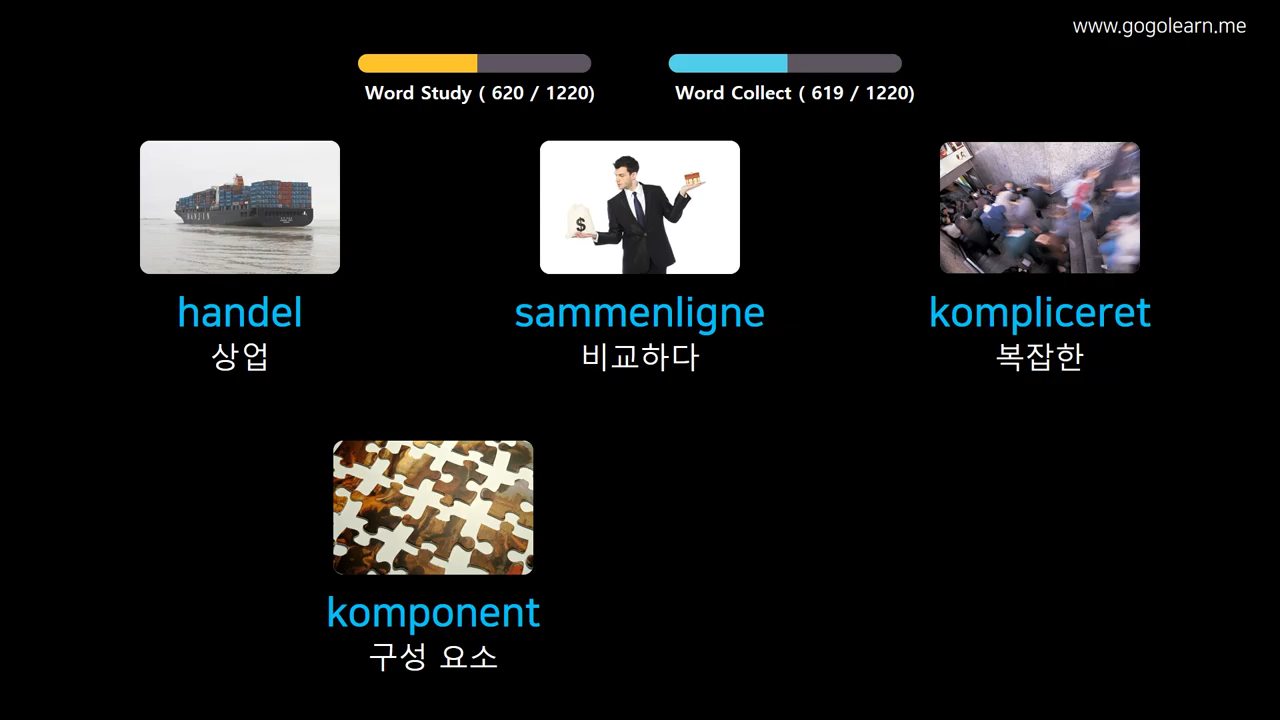 www.gogolearn.me
Word Study ( 620 / 1220)
Word Collect ( 619 / 1220)
HANJIN
$
handel
sammenligne
kompliceret
상업
비교하다
복잡한
komponent
구성 요소